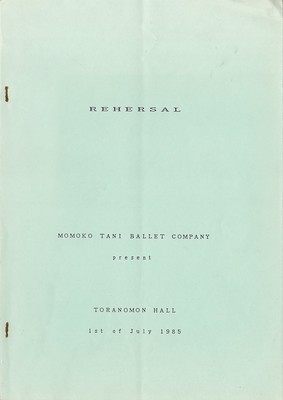 REHERSAL
MOMOKO TANI BALLET COMPANY
present
TORANOMON HALL
1st of July 1985